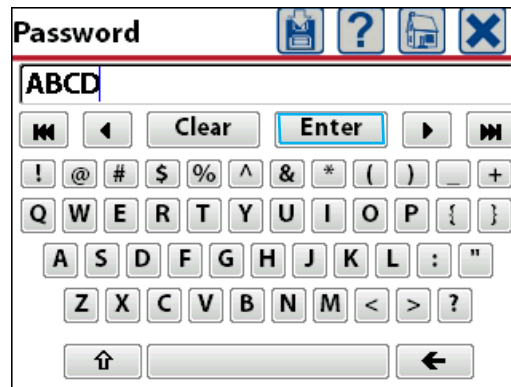 Password ?
ABCD
Clear Enter
! @ # $ % ^ & * ( ) _ +
Q W E R T Y U I O P { }
A S D F G H J K L : "
Z X C V B N M < > ?